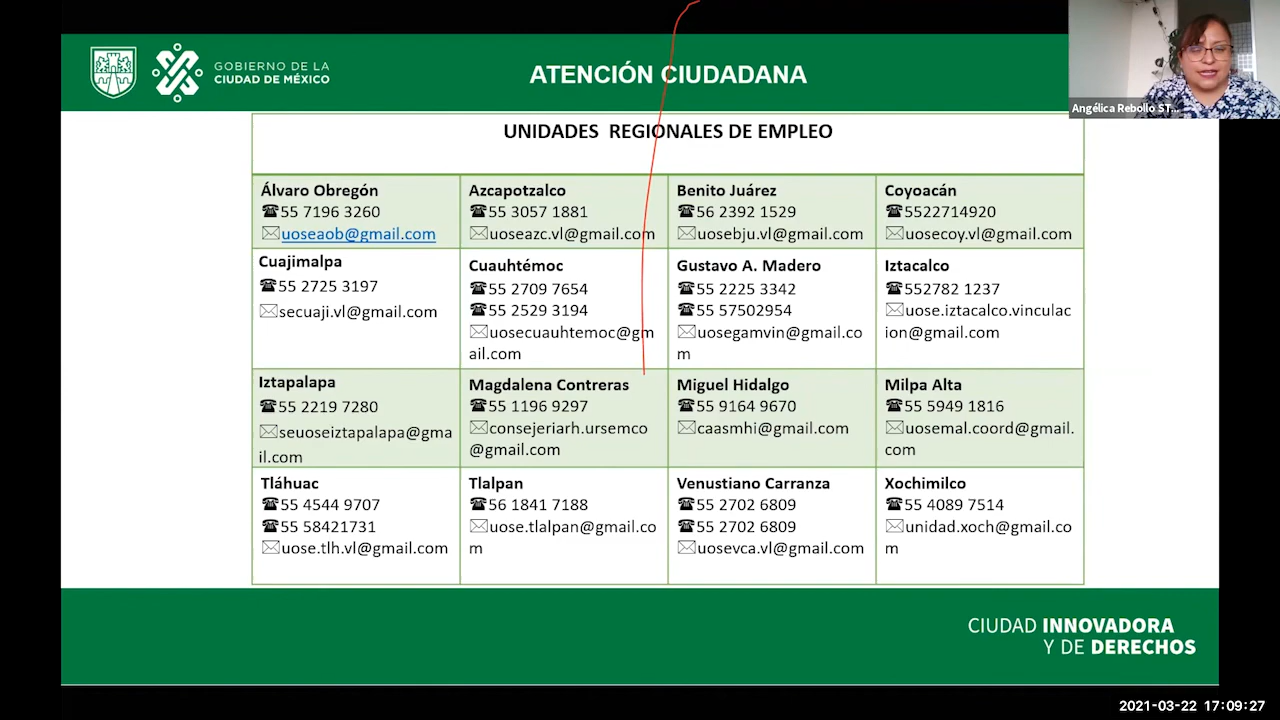 GOBIERNO DE LA
CIUDAD DE MÉXICO
ATENCIÓN CIUDADANA
Angélica Rebollo ST...
UNIDADES REGIONALES DE EMPLEO
Álvaro Obregón
☎55 7196 3260
✉uoseaob@gmail.com
Azcapotzalco
☎55 3057 1881
✉uoseazc.vl@gmail.com
Benito Juárez
☎56 2392 1529
✉uosebju.vl@gmail.com
Coyoacán
☎5522714920
✉uosecoy.vl@gmail.com
Cuajimalpa
☎55 2725 3197
✉secuaji.vl@gmail.com
Cuauhtémoc
☎55 2709 7654
☎55 2529 3194
✉uosecuauhtemoc@gm
ail.com
Gustavo A. Madero
☎55 2225 3342
☎55 57502954
✉uosegamvin@gmail.co
m
Iztacalco
☎552782 1237
✉uose.iztacalco.vinculac
ion@gmail.com
Iztapalapa
☎55 2219 7280
✉seuoseiztapalapa@gma
il.com
Magdalena Contreras
☎55 1196 9297
✉consejeriarh.ursemco
@gmail.com
Miguel Hidalgo
☎55 9164 9670
✉caasmhi@gmail.com
Milpa Alta
☎55 5949 1816
✉uosemal.coord@gmail.
com
Tláhuac
☎55 4544 9707
☎55 58421731
✉uose.tlh.vl@gmail.com
Tlalpan
☎56 1841 7188
✉uose.tlalpan@gmail.co
m
Venustiano Carranza
☎55 2702 6809
☎55 2702 6809
✉uosevca.vl@gmail.com
Xochimilco
☎55 4089 7514
✉unidad.xoch@gmail.co
m
CIUDAD INNOVADORA
Y DE DERECHOS
2021-03-22 17:09:27